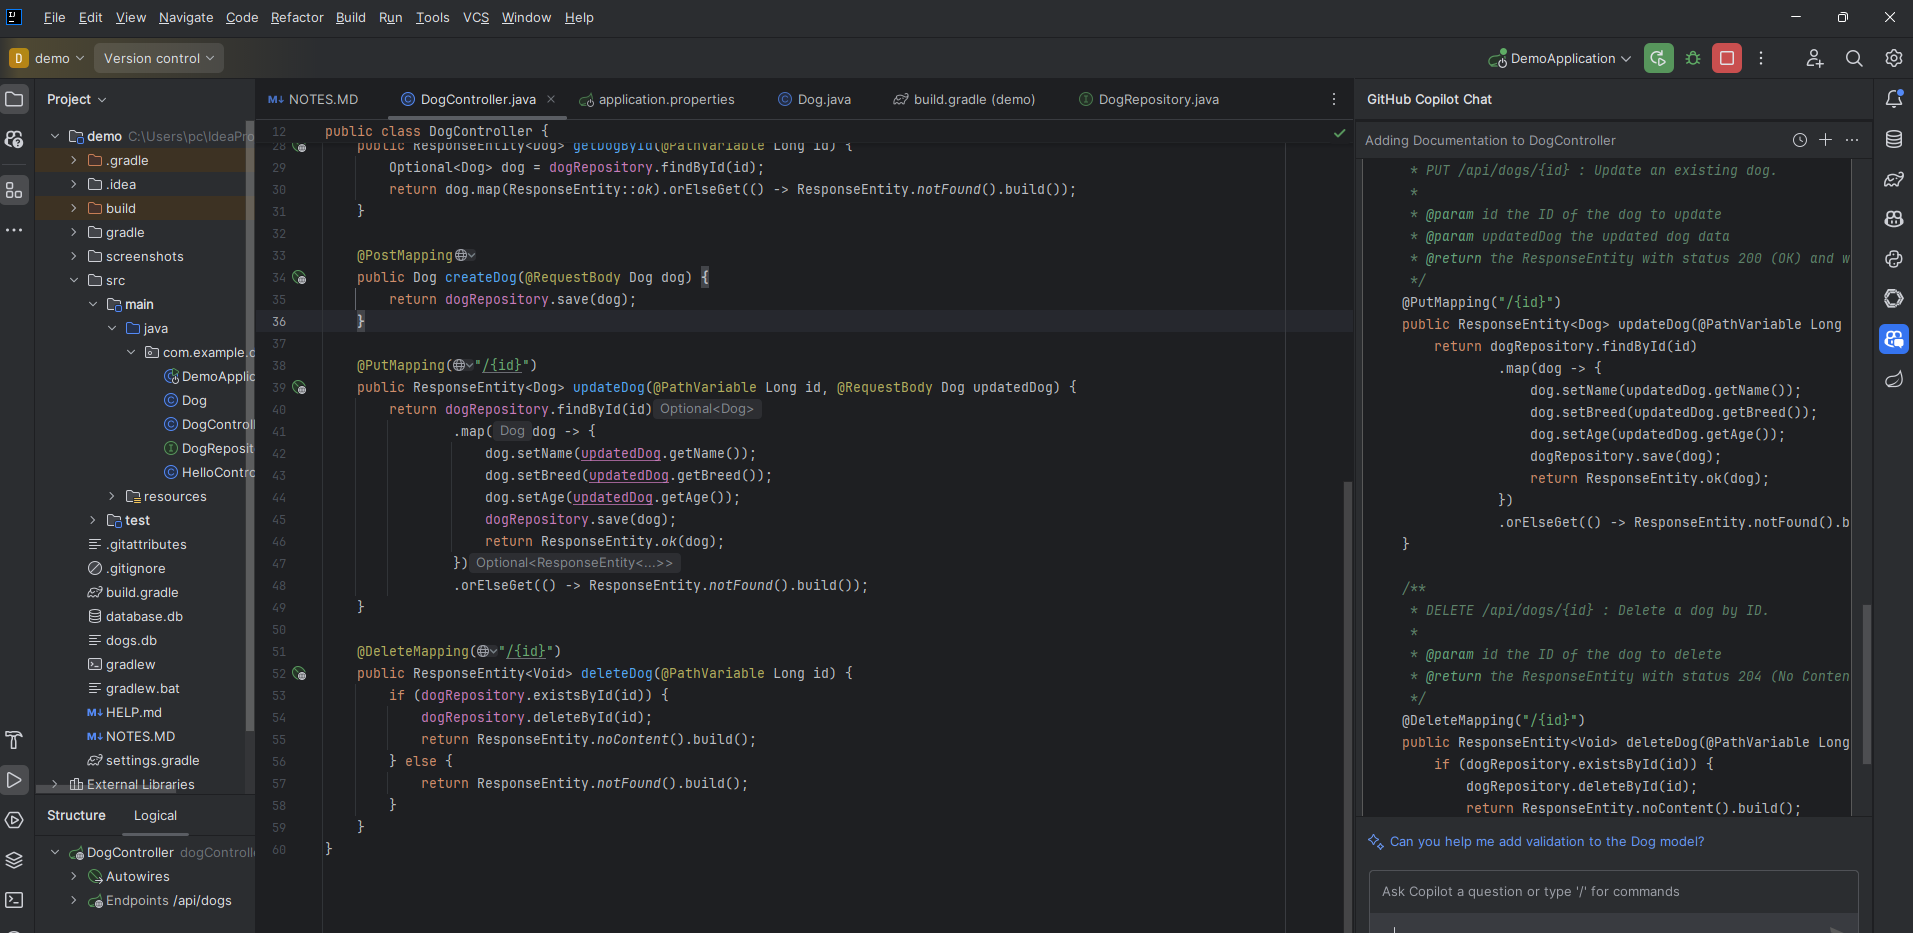 File Edit View Navigate Code Refactor Build Run Tools VCS Window Help
D demo Version control DemoApplication
Project
demo C:\Users\pc\IdeaPro
.gradle
.idea
build
gradle
screenshots
src
main
java
com.example.d
DemoApplic
Dog
DogControl
DogReposit
HelloContro
resources
test
.gitattributes
.gitignore
build.gradle
database.db
dogs.db
gradlew
gradlew.bat
M↓ HELP.md
M↓ NOTES.MD
settings.gradle
External Libraries
Structure Logical
DogController dogControlle
Autowires
Endpoints /api/dogs
M↓ NOTES.MD DogController.java application.properties Dog.java build.gradle (demo) DogRepository.java
12 public class DogController {
28 public ResponseEntity<Dog> getDogById(@PathVariable Long id) {
29 Optional<Dog> dog = dogRepository.findById(id);
30 return dog.map(ResponseEntity::ok).orElseGet(() -> ResponseEntity.notFound().build());
31 }
32
33 @PostMapping
34 public Dog createDog(@RequestBody Dog dog) {
35 return dogRepository.save(dog);
36 }
37
38 @PutMapping("/{id}")
39 public ResponseEntity<Dog> updateDog(@PathVariable Long id, @RequestBody Dog updatedDog) {
40 return dogRepository.findById(id) Optional<Dog>
41 .map( Dog dog -> {
42 dog.setName(updatedDog.getName());
43 dog.setBreed(updatedDog.getBreed());
44 dog.setAge(updatedDog.getAge());
45 dogRepository.save(dog);
46 return ResponseEntity.ok(dog);
47 }) Optional<ResponseEntity<...>>
48 .orElseGet(() -> ResponseEntity.notFound().build());
49 }
50
51 @DeleteMapping("/{id}")
52 public ResponseEntity<Void> deleteDog(@PathVariable Long id) {
53 if (dogRepository.existsById(id)) {
54 dogRepository.deleteById(id);
55 return ResponseEntity.noContent().build();
56 } else {
57 return ResponseEntity.notFound().build();
58 }
59 }
60 }
GitHub Copilot Chat
Adding Documentation to DogController
* PUT /api/dogs/{id} : Update an existing dog.
*
* @param id the ID of the dog to update
* @param updatedDog the updated dog data
* @return the ResponseEntity with status 200 (OK) and w
*/
@PutMapping("/{id}")
public ResponseEntity<Dog> updateDog(@PathVariable Long
return dogRepository.findById(id)
.map(dog -> {
dog.setName(updatedDog.getName());
dog.setBreed(updatedDog.getBreed());
dog.setAge(updatedDog.getAge());
dogRepository.save(dog);
return ResponseEntity.ok(dog);
})
.orElseGet(() -> ResponseEntity.notFound().b
}
/**
* DELETE /api/dogs/{id} : Delete a dog by ID.
*
* @param id the ID of the dog to delete
* @return the ResponseEntity with status 204 (No Conten
*/
@DeleteMapping("/{id}")
public ResponseEntity<Void> deleteDog(@PathVariable Long
if (dogRepository.existsById(id)) {
dogRepository.deleteById(id);
return ResponseEntity.noContent().build();
Can you help me add validation to the Dog model?
Ask Copilot a question or type '/' for commands